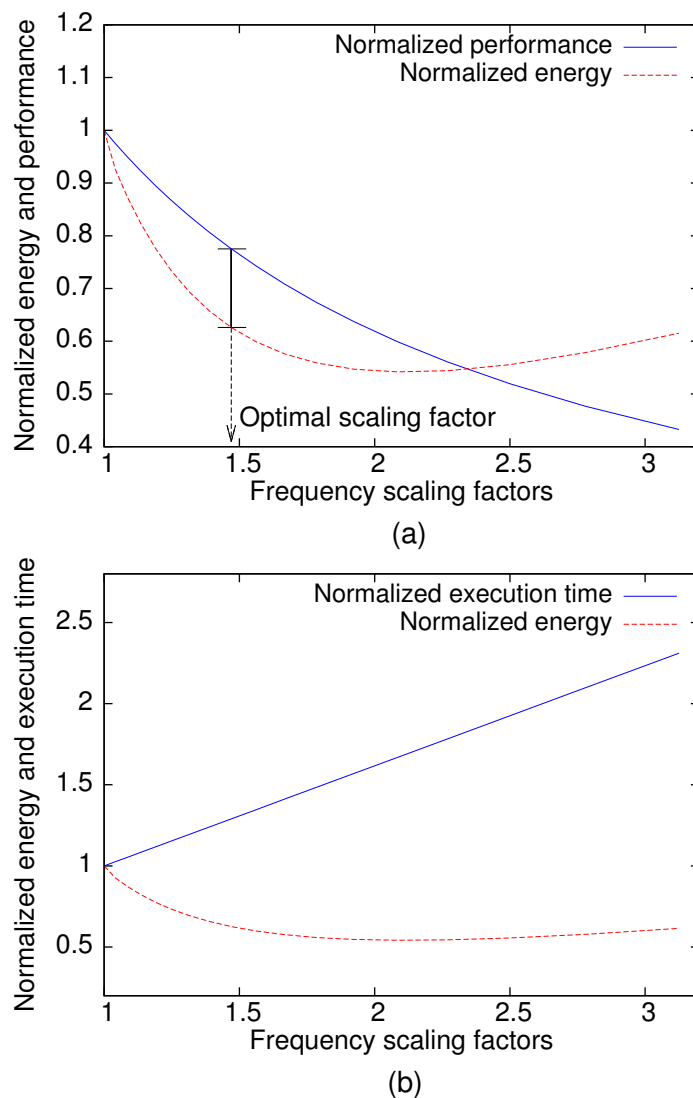 Normalized energy and performance
1.2
1.1
1
0.9
0.8
0.7
0.6
0.5
0.4
Normalized performance
Normalized energy
Optimal scaling factor
1
1.5
2
2.5
3
Frequency scaling factors
(a)
Normalized energy and execution time
2.5
2
1.5
1
0.5
Normalized execution time
Normalized energy
1
1.5
2
2.5
3
Frequency scaling factors
(b)